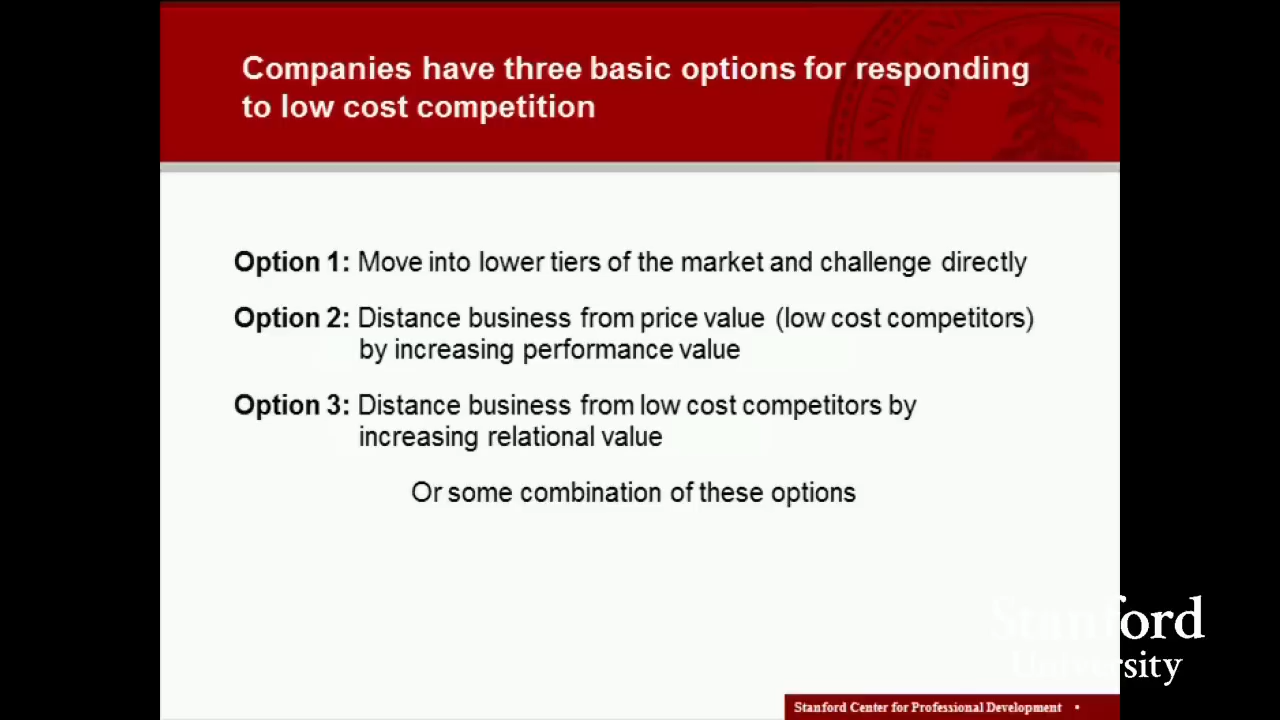 Companies have three basic options for responding
to low cost competition
Option 1: Move into lower tiers of the market and challenge directly
Option 2: Distance business from price value (low cost competitors)
by increasing performance value
Option 3: Distance business from low cost competitors by
increasing relational value
Or some combination of these options
Stanford
University
Stanford Center for Professional Development •